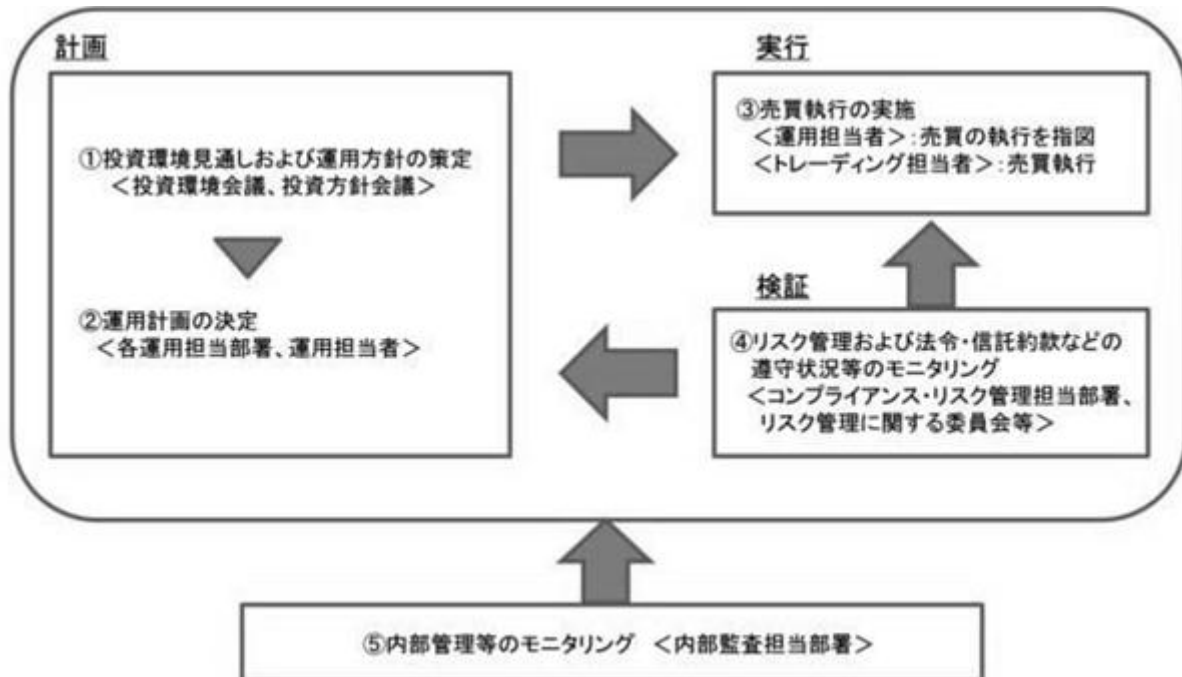 計画
①投資環境見通しおよび運用方針の策定
＜投資環境会議、投資方針会議＞
②運用計画の決定
＜各運用担当部署、運用担当者＞
実行
③売買執行の実施
＜運用担当者＞：売買の執行を指図
＜トレーディング担当者＞：売買執行
検証
④リスク管理および法令・信託約款などの
遵守状況等のモニタリング
＜コンプライアンス・リスク管理担当部署、
リスク管理に関する委員会等＞
⑤内部管理等のモニタリング ＜内部監査担当部署＞